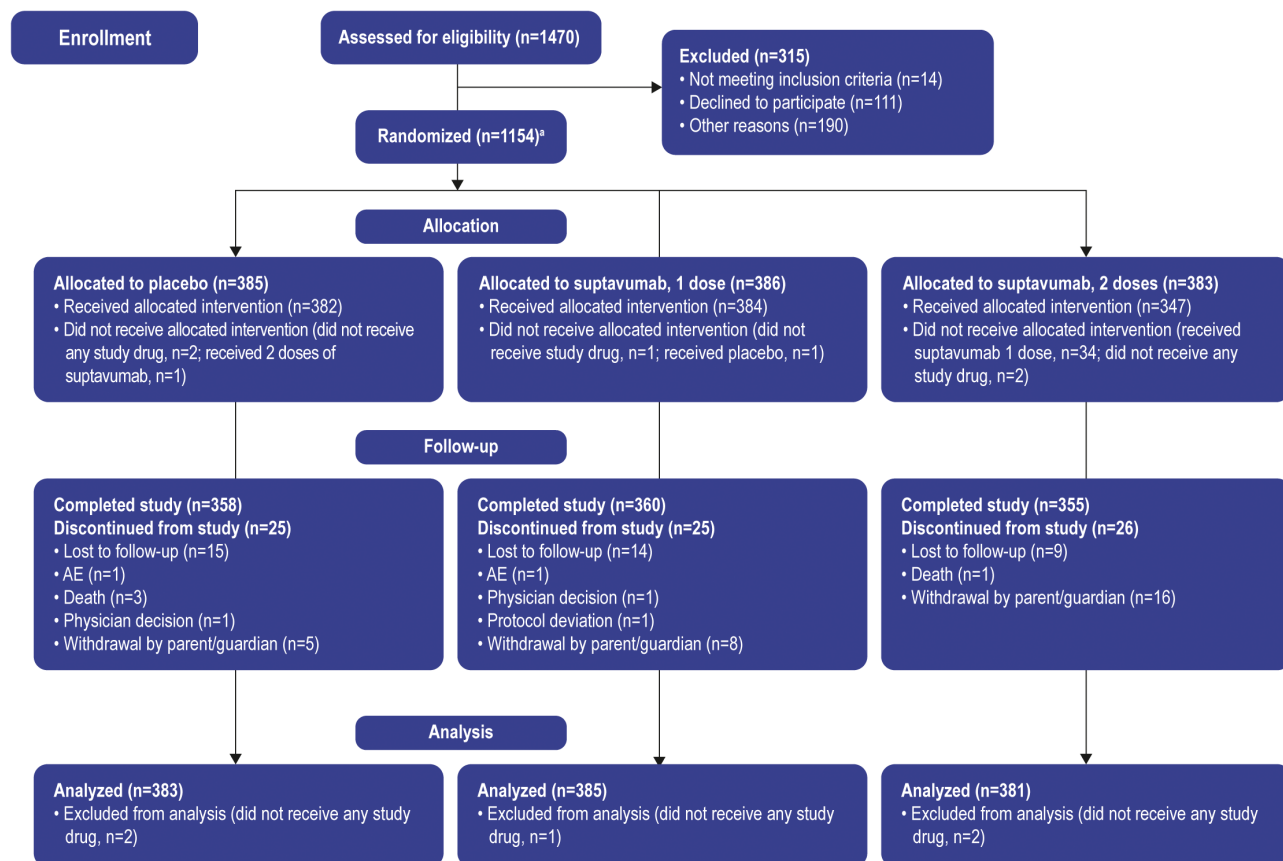 Enrollment
Assessed for eligibility (n=1470)
Excluded (n=315)
• Not meeting inclusion criteria (n=14)
• Declined to participate (n=111)
• Other reasons (n=190)
Randomized (n=1154)ᵃ
Allocation
Allocated to placebo (n=385)
• Received allocated intervention (n=382)
• Did not receive allocated intervention (did not receive
any study drug, n=2; received 2 doses of
suptavumab, n=1)
Allocated to suptavumab, 1 dose (n=386)
• Received allocated intervention (n=384)
• Did not receive allocated intervention (did not
receive study drug, n=1; received placebo, n=1)
Allocated to suptavumab, 2 doses (n=383)
• Received allocated intervention (n=347)
• Did not receive allocated intervention (received
suptavumab 1 dose, n=34; did not receive any
study drug, n=2)
Follow-up
Completed study (n=358)
Discontinued from study (n=25)
• Lost to follow-up (n=15)
• AE (n=1)
• Death (n=3)
• Physician decision (n=1)
• Withdrawal by parent/guardian (n=5)
Completed study (n=360)
Discontinued from study (n=25)
• Lost to follow-up (n=14)
• AE (n=1)
• Physician decision (n=1)
• Protocol deviation (n=1)
• Withdrawal by parent/guardian (n=8)
Completed study (n=355)
Discontinued from study (n=26)
• Lost to follow-up (n=9)
• Death (n=1)
• Withdrawal by parent/guardian (n=16)
Analysis
Analyzed (n=383)
• Excluded from analysis (did not receive any study
drug, n=2)
Analyzed (n=385)
• Excluded from analysis (did not receive any study
drug, n=1)
Analyzed (n=381)
• Excluded from analysis (did not receive any study
drug, n=2)